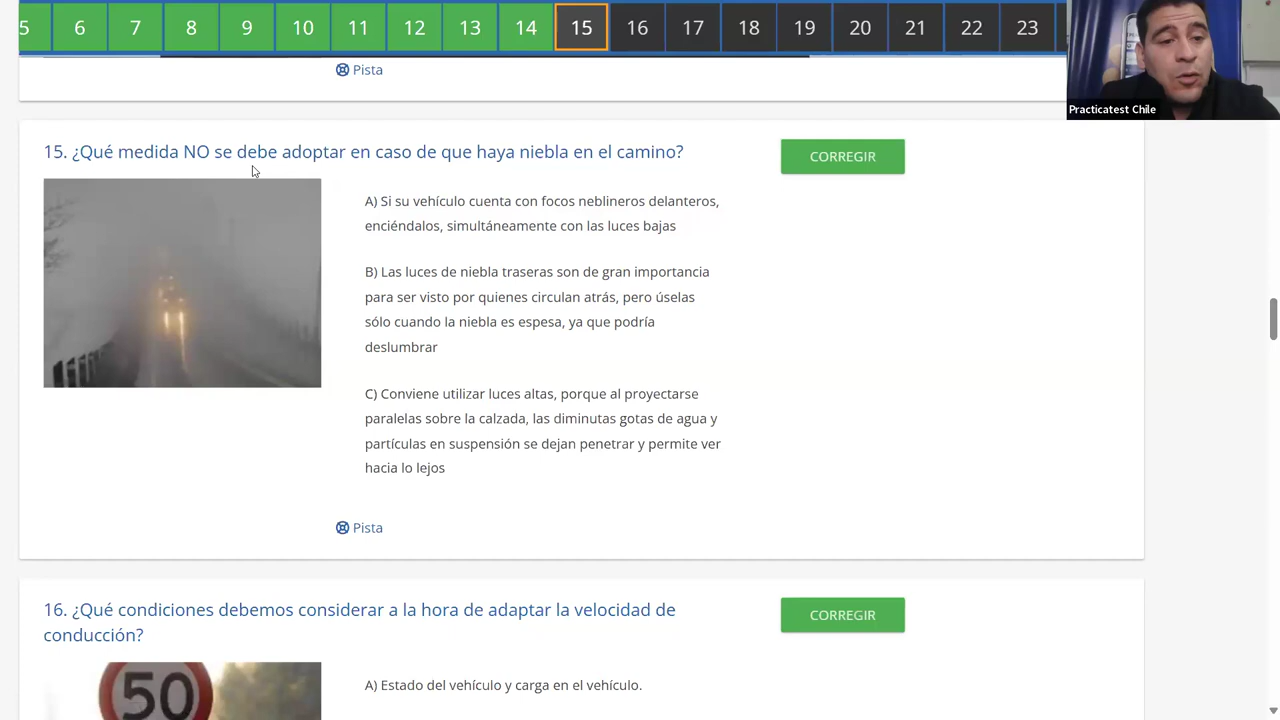 5 6 7 8 9 10 11 12 13 14 15 16 17 18 19 20 21 22 23
Practicatest Chile
Pista
15. ¿Qué medida NO se debe adoptar en caso de que haya niebla en el camino?
CORREGIR
A) Si su vehículo cuenta con focos neblineros delanteros,
enciéndalos, simultáneamente con las luces bajas
B) Las luces de niebla traseras son de gran importancia
para ser visto por quienes circulan atrás, pero úselas
sólo cuando la niebla es espesa, ya que podría
deslumbrar
C) Conviene utilizar luces altas, porque al proyectarse
paralelas sobre la calzada, las diminutas gotas de agua y
partículas en suspensión se dejan penetrar y permite ver
hacia lo lejos
Pista
16. ¿Qué condiciones debemos considerar a la hora de adaptar la velocidad de
conducción?
CORREGIR
50
A) Estado del vehículo y carga en el vehículo.